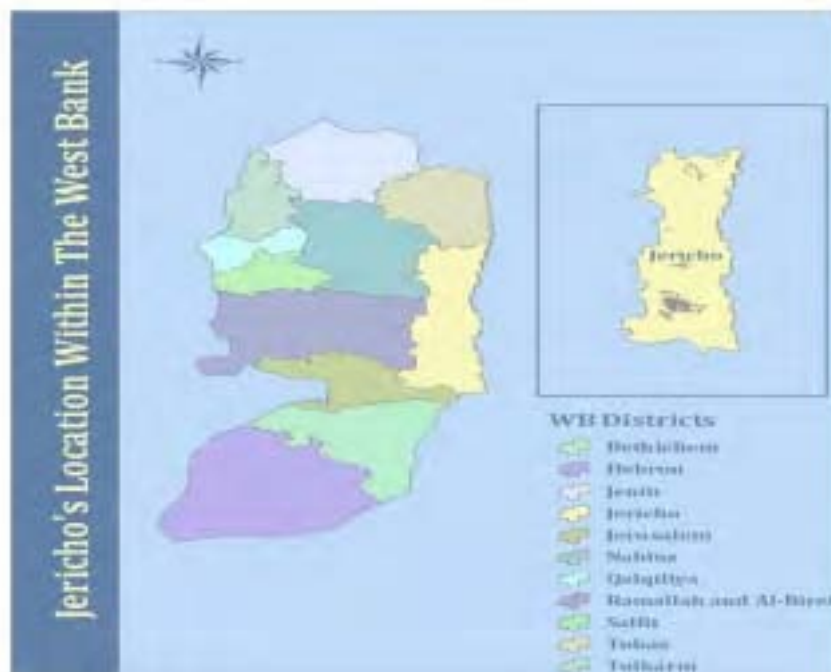 Jericho's Location Within The West Bank
Jericho
WB Districts
Bethlehem
Hebron
Jenin
Jericho
Jerusalem
Nablus
Qalqiliya
Ramallah and Al-Bireh
Salfit
Tubas
Tulkarm